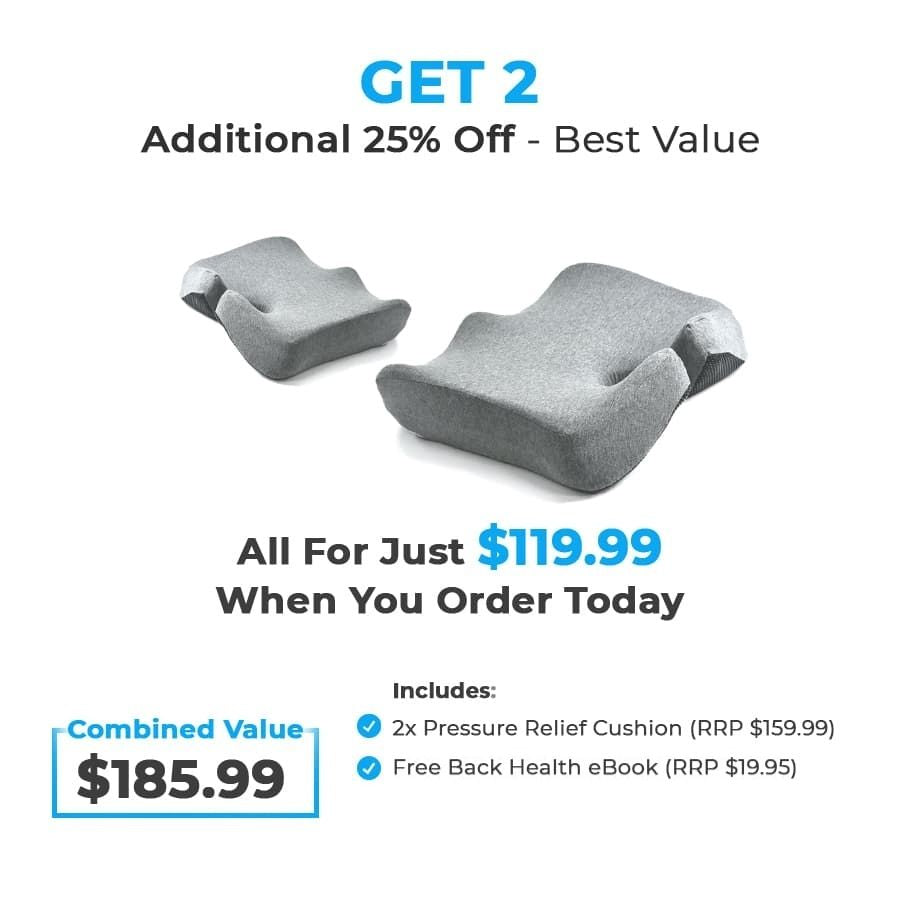 GET 2
Additional 25% Off - Best Value
All For Just $119.99
When You Order Today
Includes:
Combined Value
$185.99
2x Pressure Relief Cushion (RRP $159.99)
Free Back Health eBook (RRP $19.95)